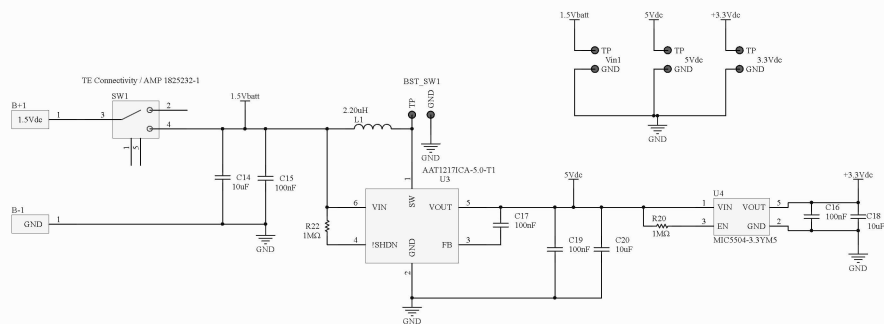 1.5Vbatt
5Vdc
+3.3Vdc
TP
Vin1
GND
TP
5Vdc
GND
TP
3.3Vdc
GND
GND
TE Connectivity / AMP 1825232-1
SW1
B+1
1.5Vdc
1
3
2
4
1
5
1.5Vbatt
2.20uH
L1
BST_SW1
TP
GND
GND
C14
10uF
C15
100nF
B-1
GND
1
GND
AAT1217ICA-5.0-T1
U3
1
SW
6
VIN
VOUT
5
R22
1MΩ
4
!SHDN
FB
3
GND
2
GND
C17
100nF
5Vdc
C19
100nF
C20
10uF
R20
1MΩ
U4
1
VIN
VOUT
5
3
EN
GND
2
MIC5504-3.3YM5
+3.3Vdc
C16
100nF
C18
10uF
GND